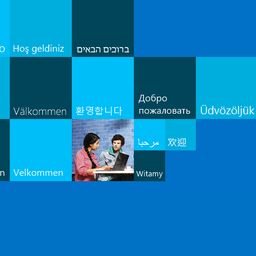 Hoş geldiniz
ברוכים הבאים
Välkommen
환영합니다
Добро
пожаловать
Üdvözöljük
Velkommen
مرحبا
欢迎
Witamy